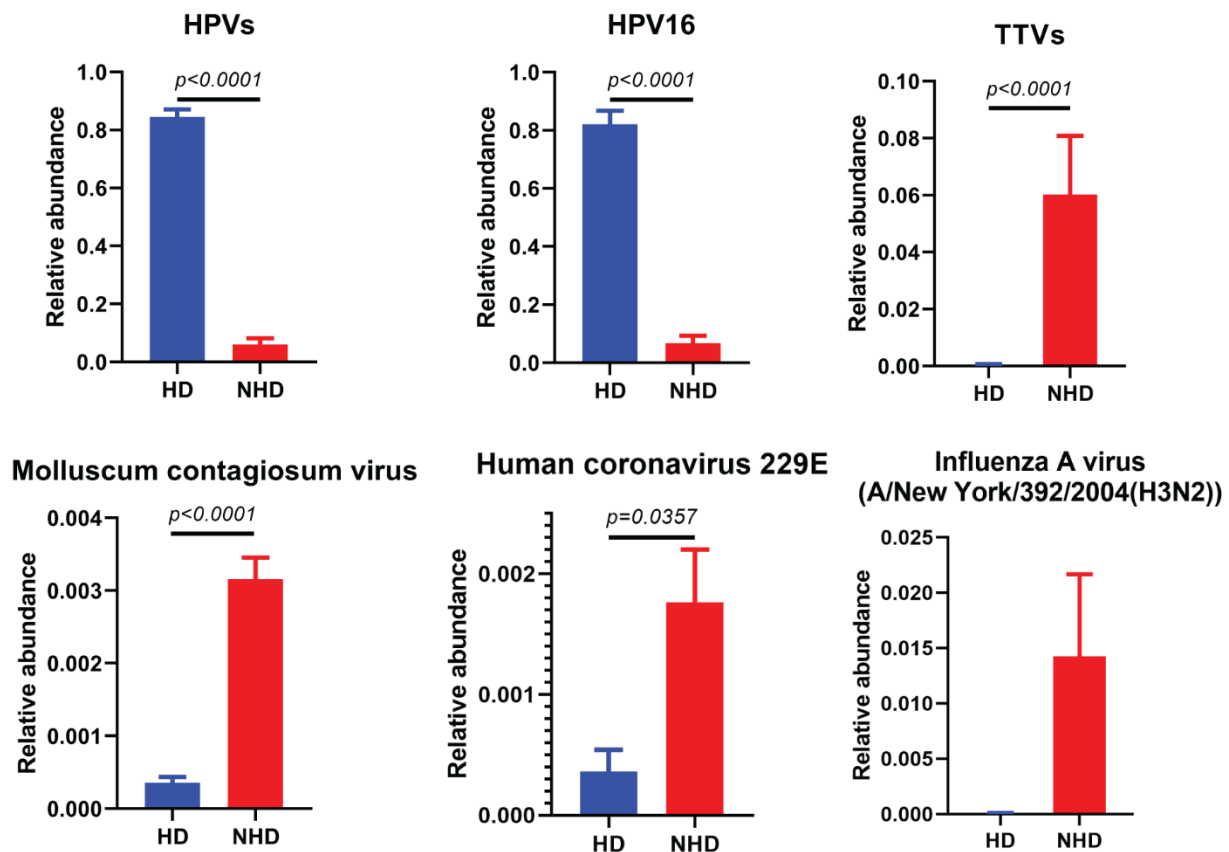 HPVs
p<0.0001
Relative abundance
1.0
0.8
0.6
0.4
0.2
0.0
HD NHD
HPV16
p<0.0001
Relative abundance
1.0
0.8
0.6
0.4
0.2
0.0
HD NHD
TTVs
p<0.0001
Relative abundance
0.10
0.08
0.06
0.04
0.02
0.00
HD NHD
Molluscum contagiosum virus
p<0.0001
Relative abundance
0.004
0.003
0.002
0.001
0.000
HD NHD
Human coronavirus 229E
p=0.0357
Relative abundance
0.002
0.001
0.000
HD NHD
Influenza A virus
(A/New York/392/2004(H3N2))
Relative abundance
0.025
0.020
0.015
0.010
0.005
0.000
HD NHD